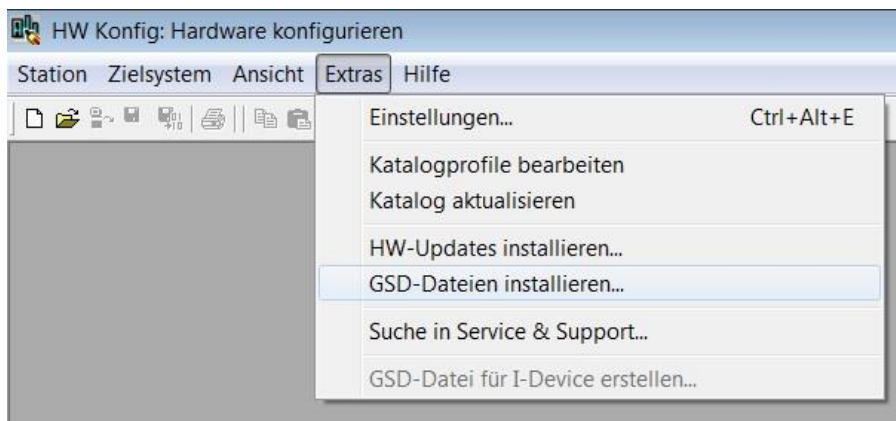 HW Konfig: Hardware konfigurieren
Station Zielsystem Ansicht Extras Hilfe
Einstellungen... Ctrl+Alt+E
Katalogprofile bearbeiten
Katalog aktualisieren
HW-Updates installieren...
GSD-Dateien installieren...
Suche in Service & Support...
GSD-Datei für I-Device erstellen...